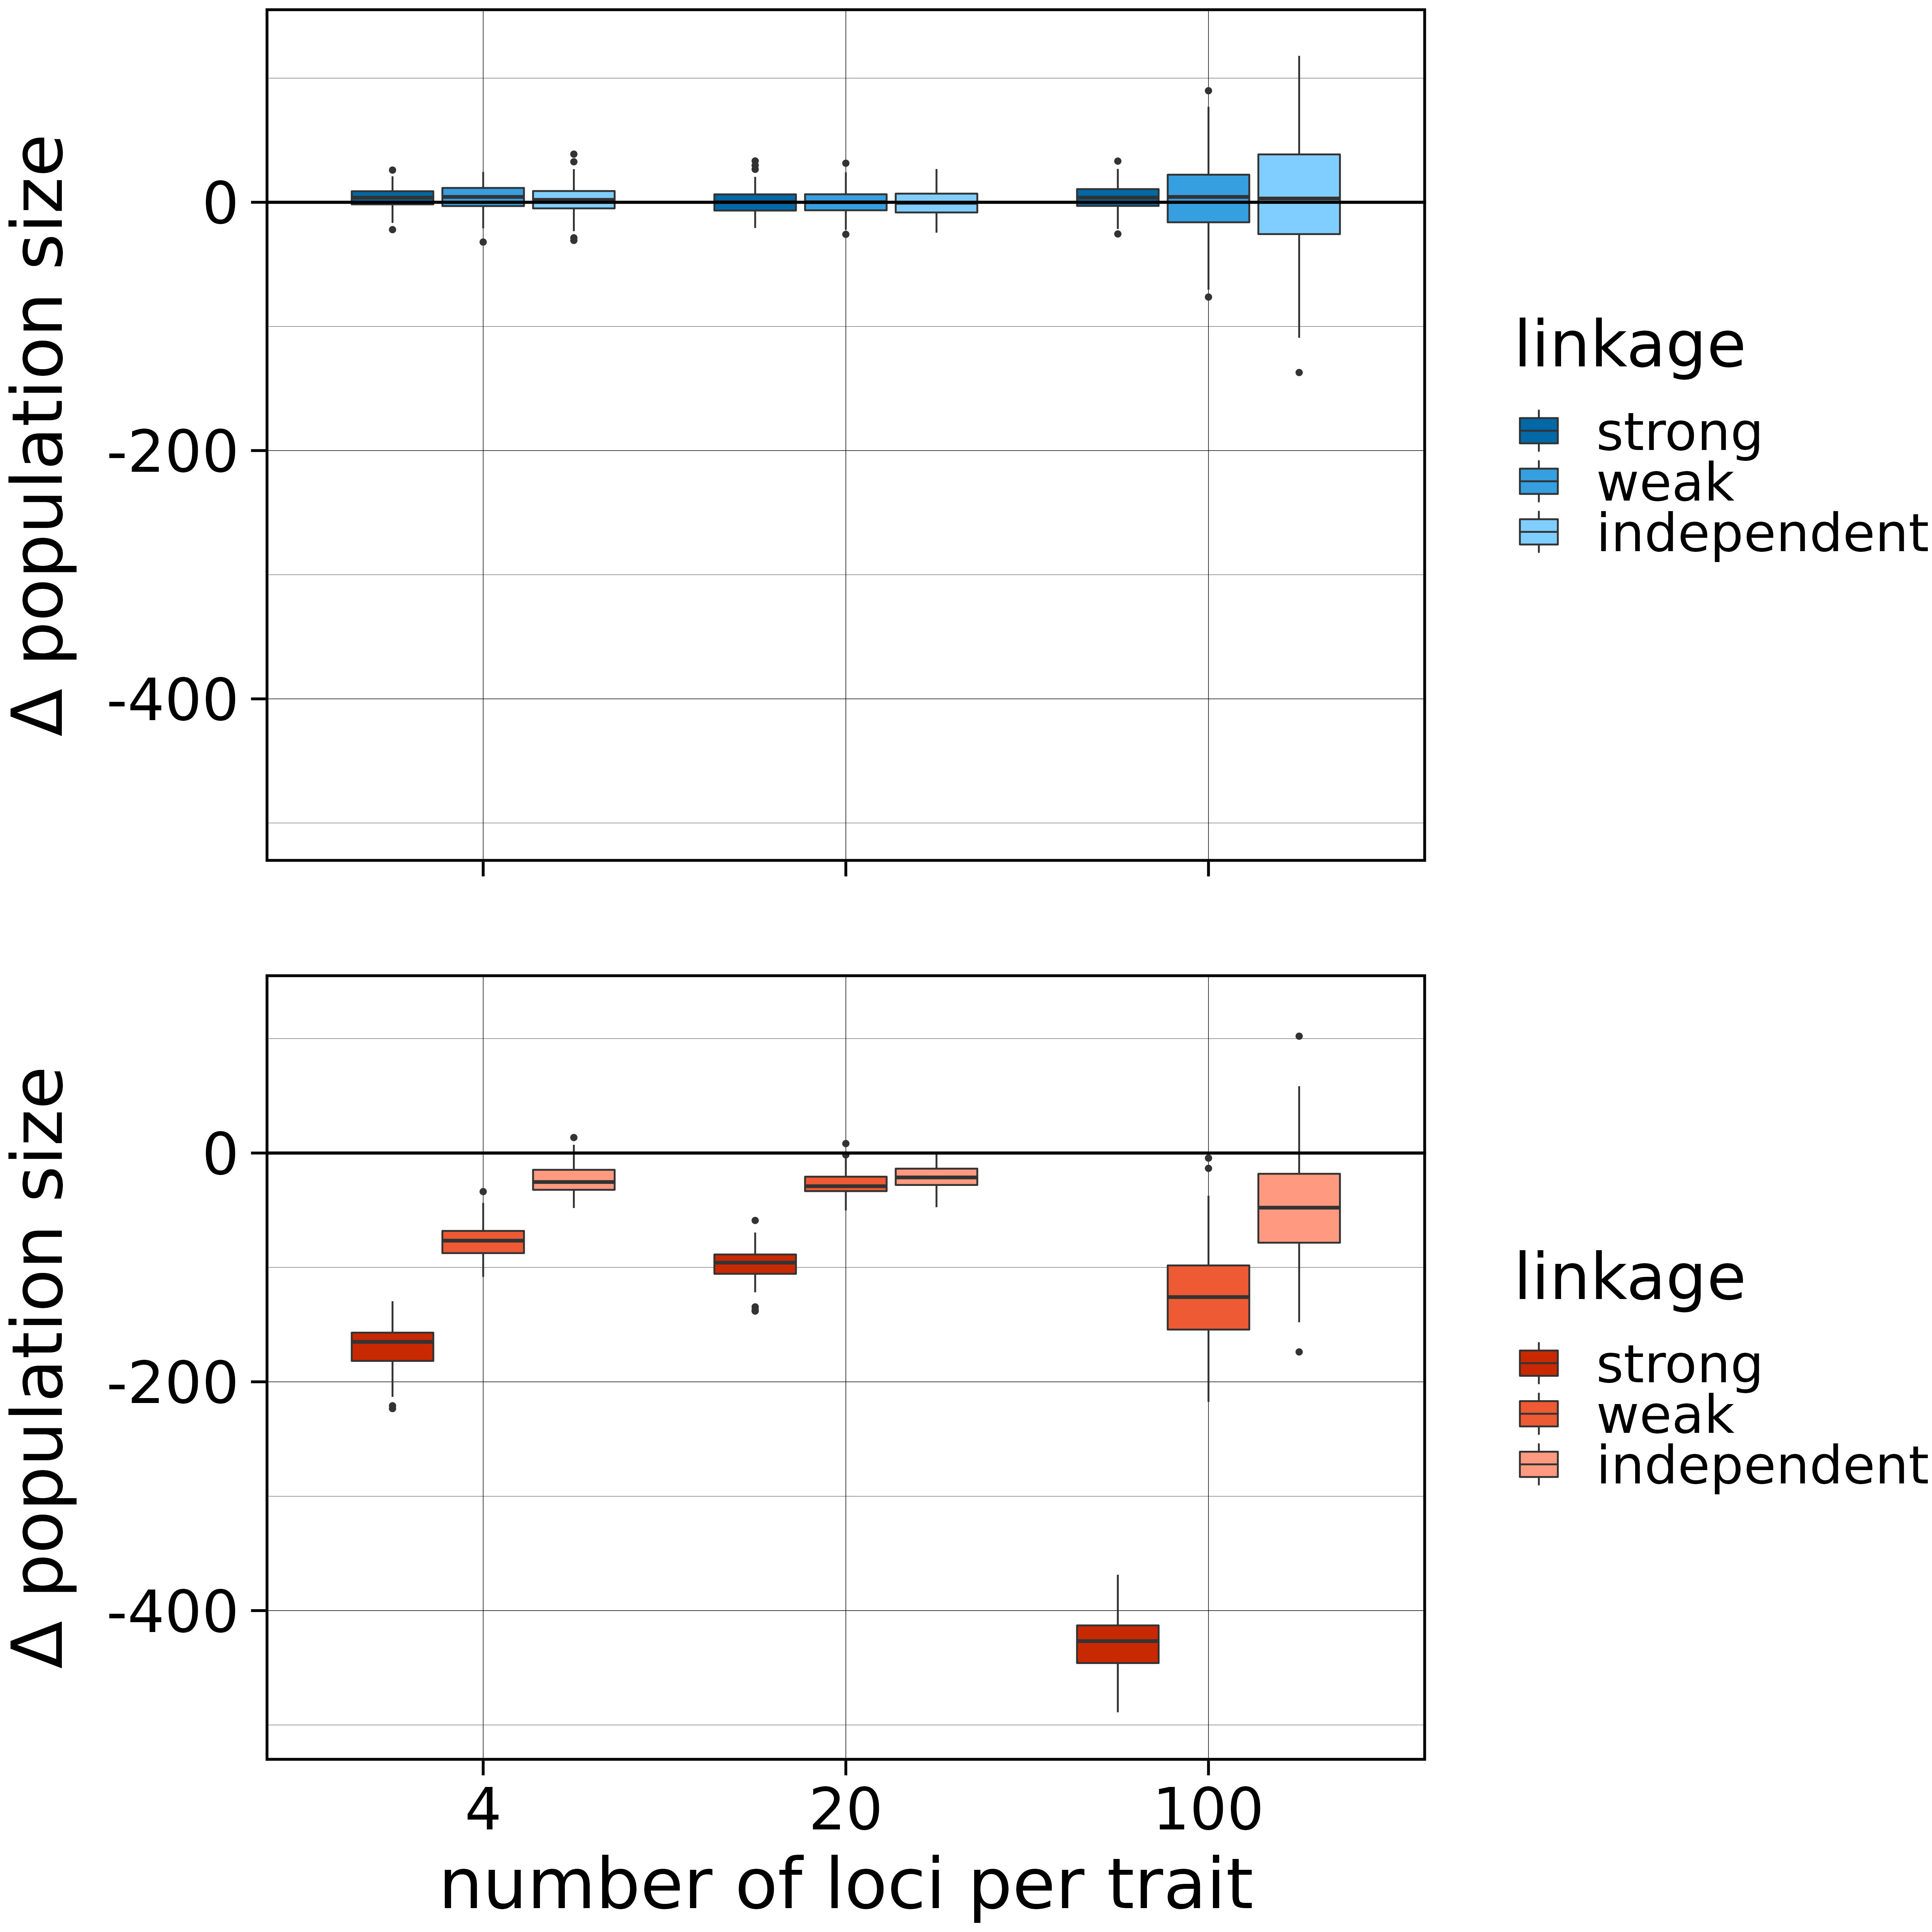 Δ population size
0
-200
-400
linkage
strong
weak
independent
Δ population size
0
-200
-400
4
20
100
number of loci per trait
linkage
strong
weak
independent